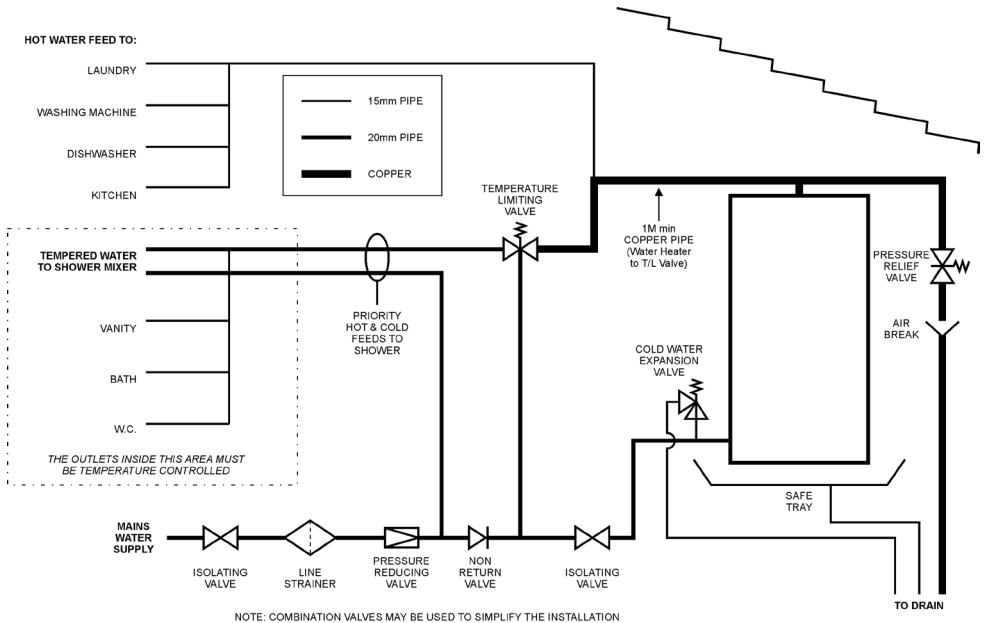 HOT WATER FEED TO:
LAUNDRY
WASHING MACHINE
DISHWASHER
KITCHEN
15mm PIPE
20mm PIPE
COPPER
TEMPERATURE
LIMITING
VALVE
1M min
COPPER PIPE
(Water Heater
to T/L Valve)
PRESSURE
RELIEF
VALVE
AIR
BREAK
TEMPERED WATER
TO SHOWER MIXER
PRIORITY
HOT & COLD
FEEDS TO
SHOWER
VANITY
BATH
W.C.
THE OUTLETS INSIDE THIS AREA MUST
BE TEMPERATURE CONTROLLED
COLD WATER
EXPANSION
VALVE
SAFE
TRAY
MAINS
WATER
SUPPLY
ISOLATING
VALVE
LINE
STRAINER
PRESSURE
REDUCING
VALVE
NON
RETURN
VALVE
ISOLATING
VALVE
TO DRAIN
NOTE: COMBINATION VALVES MAY BE USED TO SIMPLIFY THE INSTALLATION